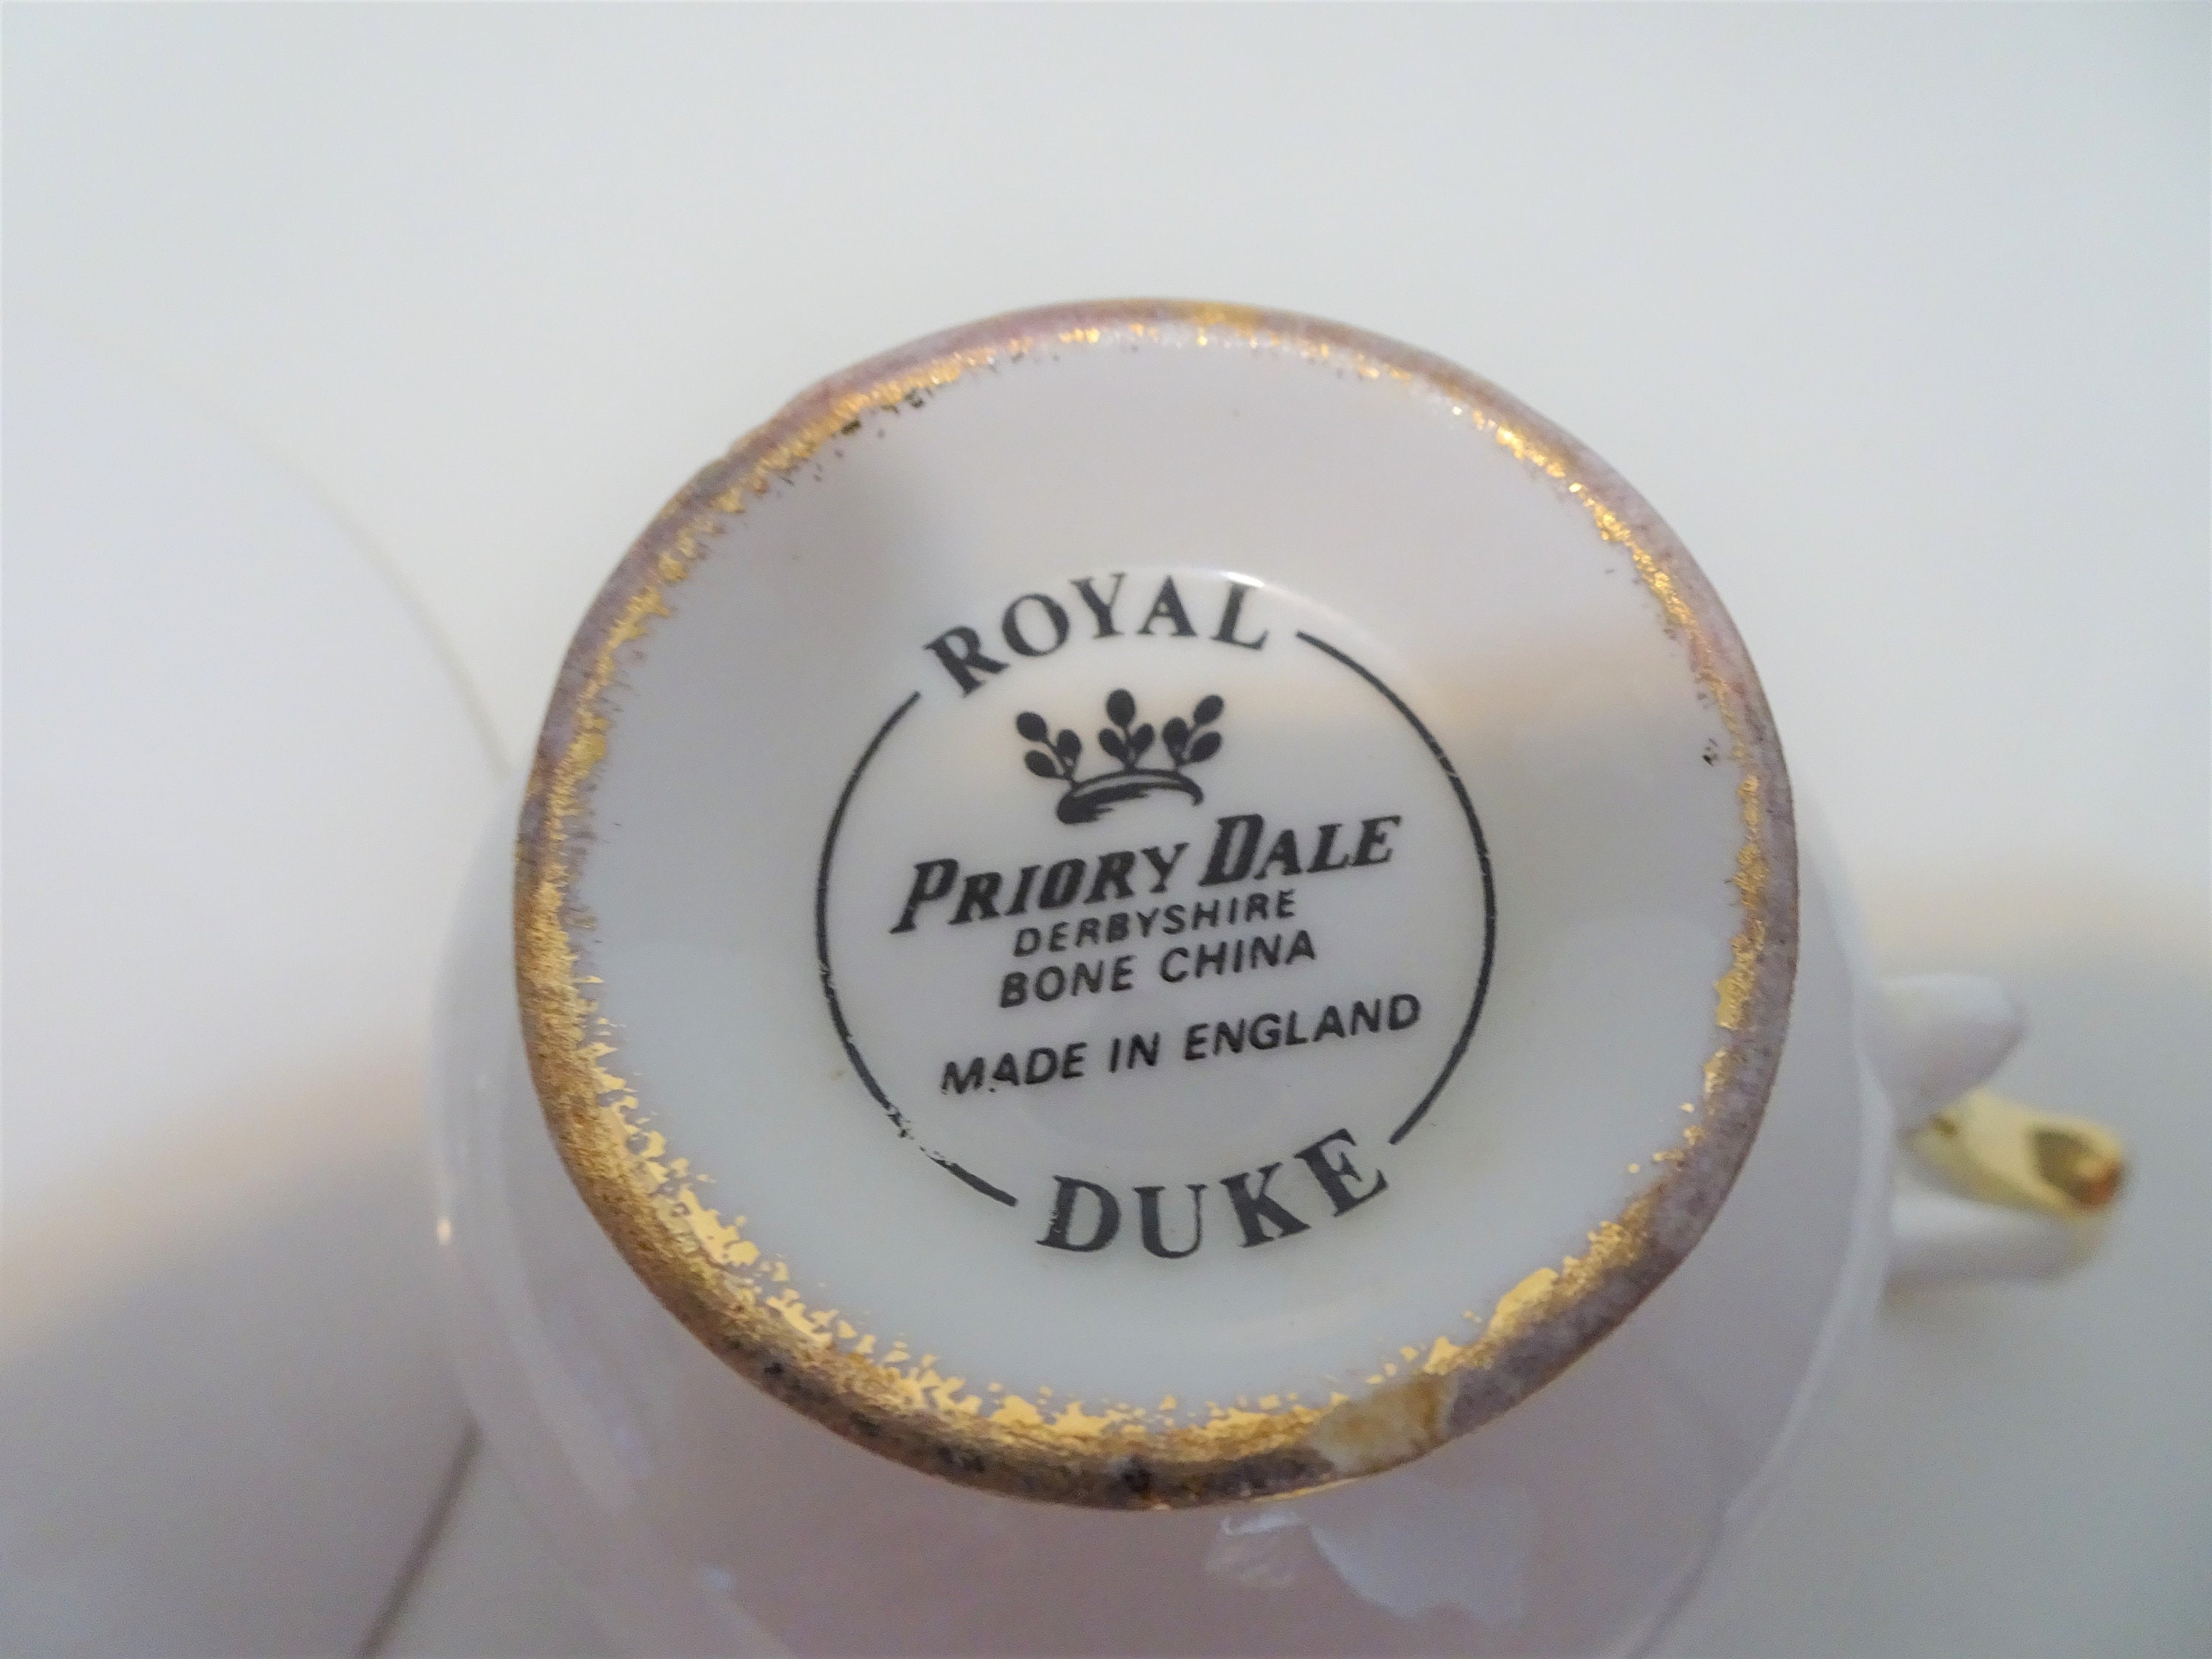 ROYAL
PRIORY DALE
DERBYSHIRE
BONE CHINA
MADE IN ENGLAND
DUKE